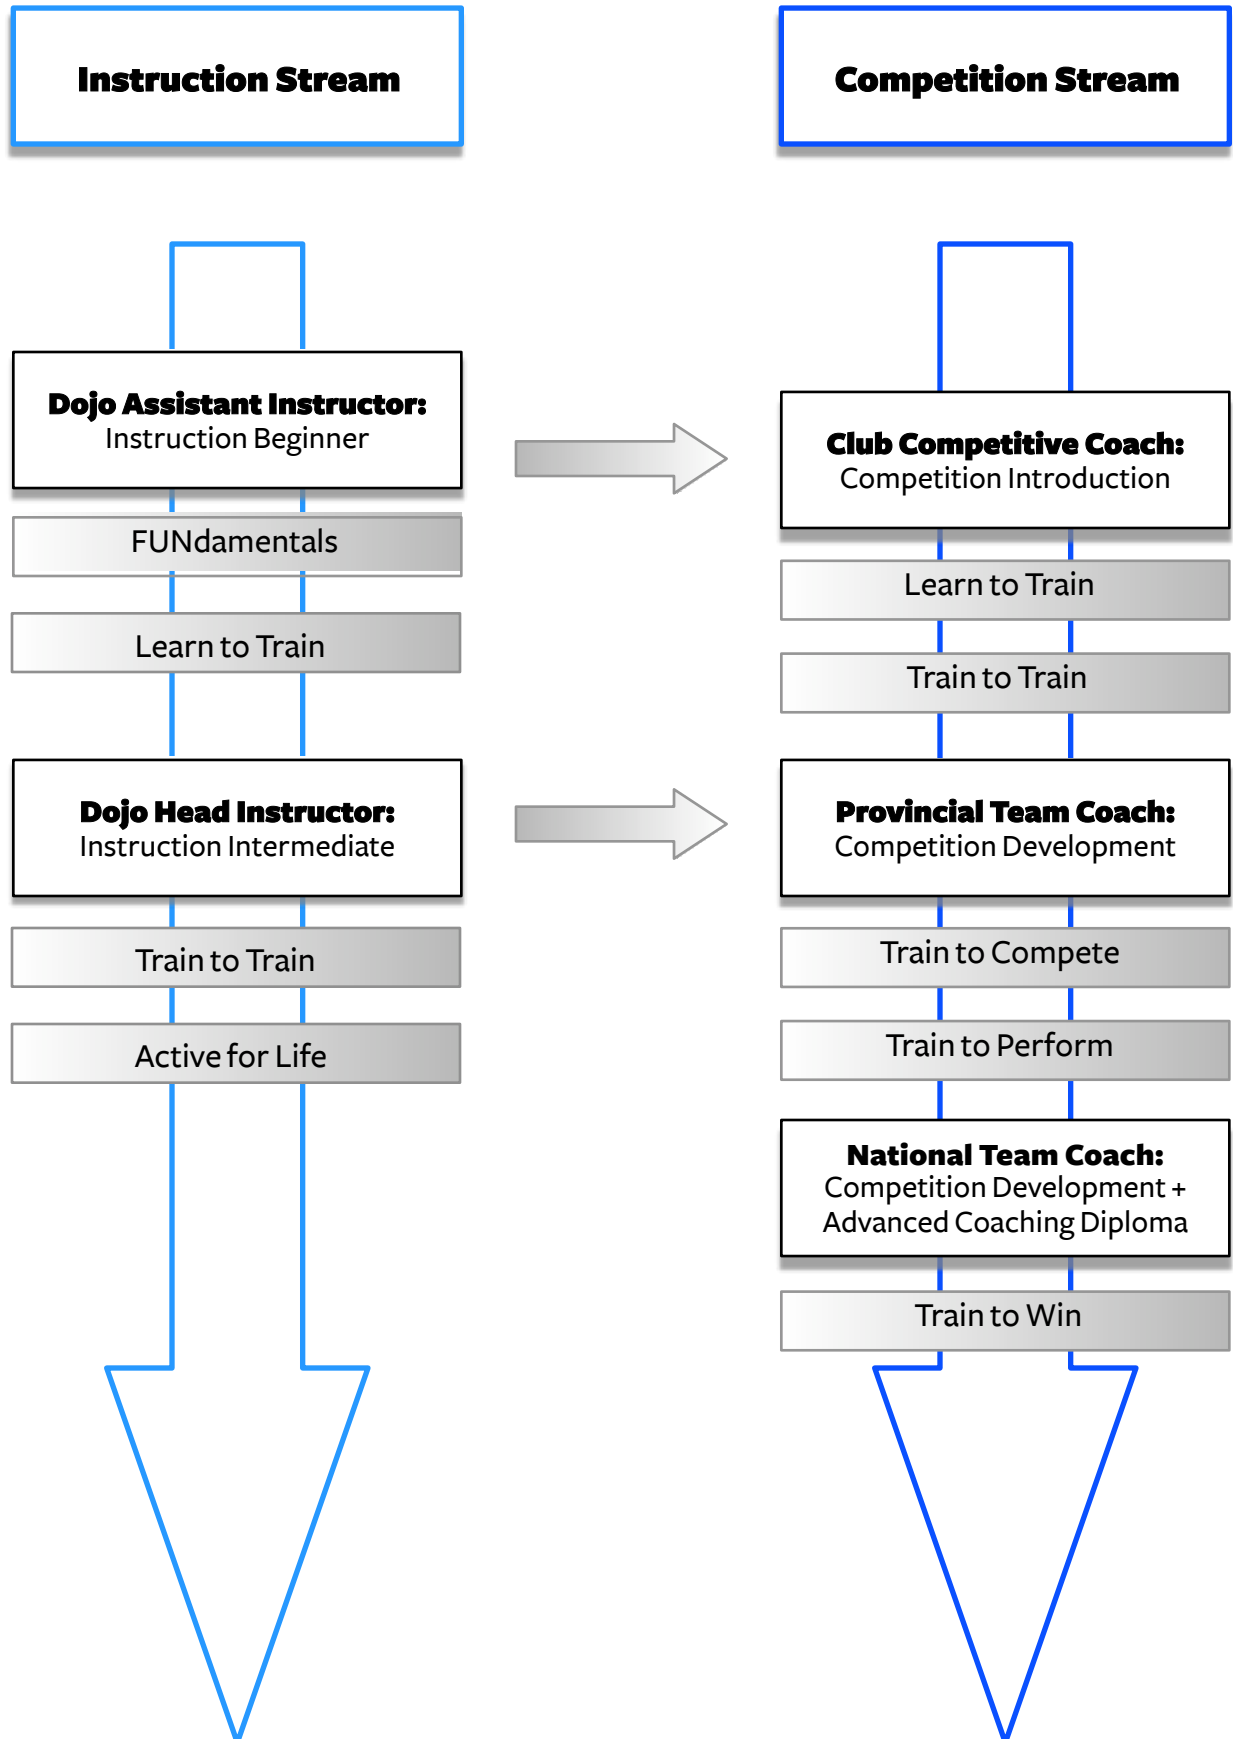 Instruction Stream
Dojo Assistant Instructor:
Instruction Beginner
FUNdamentals
Learn to Train
Dojo Head Instructor:
Instruction Intermediate
Train to Train
Active for Life
Competition Stream
Club Competitive Coach:
Competition Introduction
Learn to Train
Train to Train
Provincial Team Coach:
Competition Development
Train to Compete
Train to Perform
National Team Coach:
Competition Development +
Advanced Coaching Diploma
Train to Win